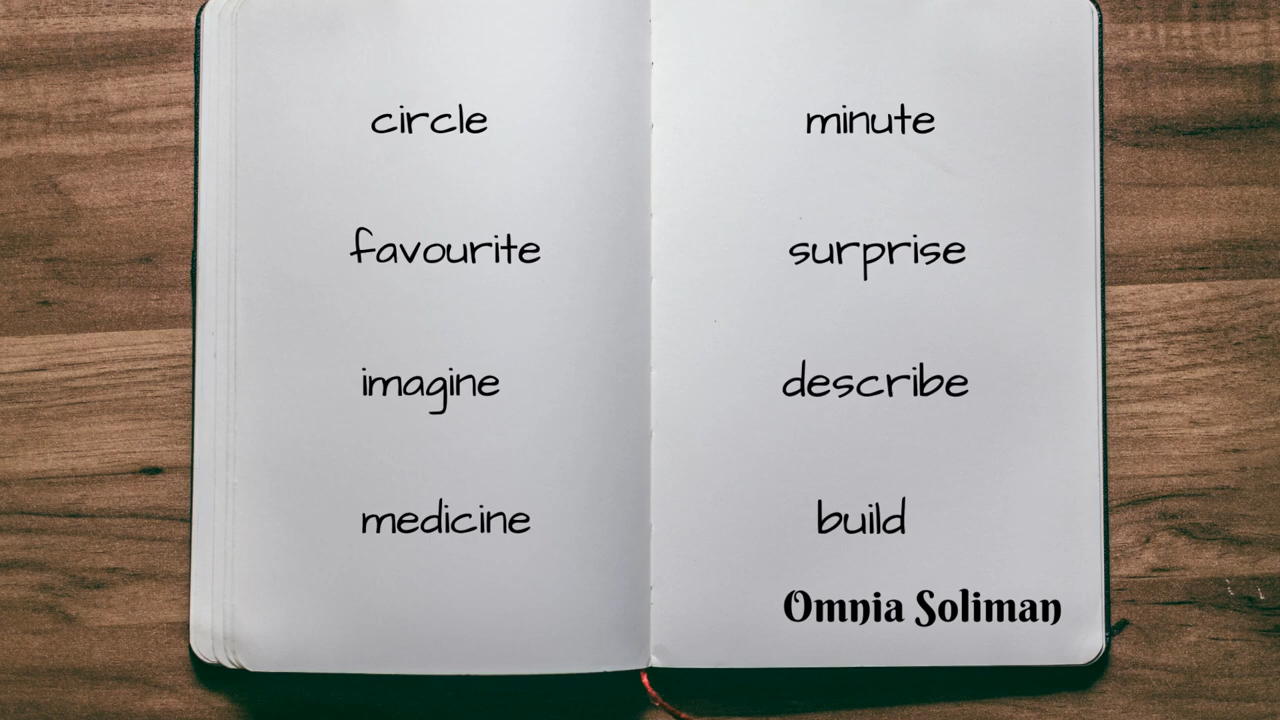 circle
favourite
imagine
medicine
minute
surprise
describe
build
Omnia Soliman